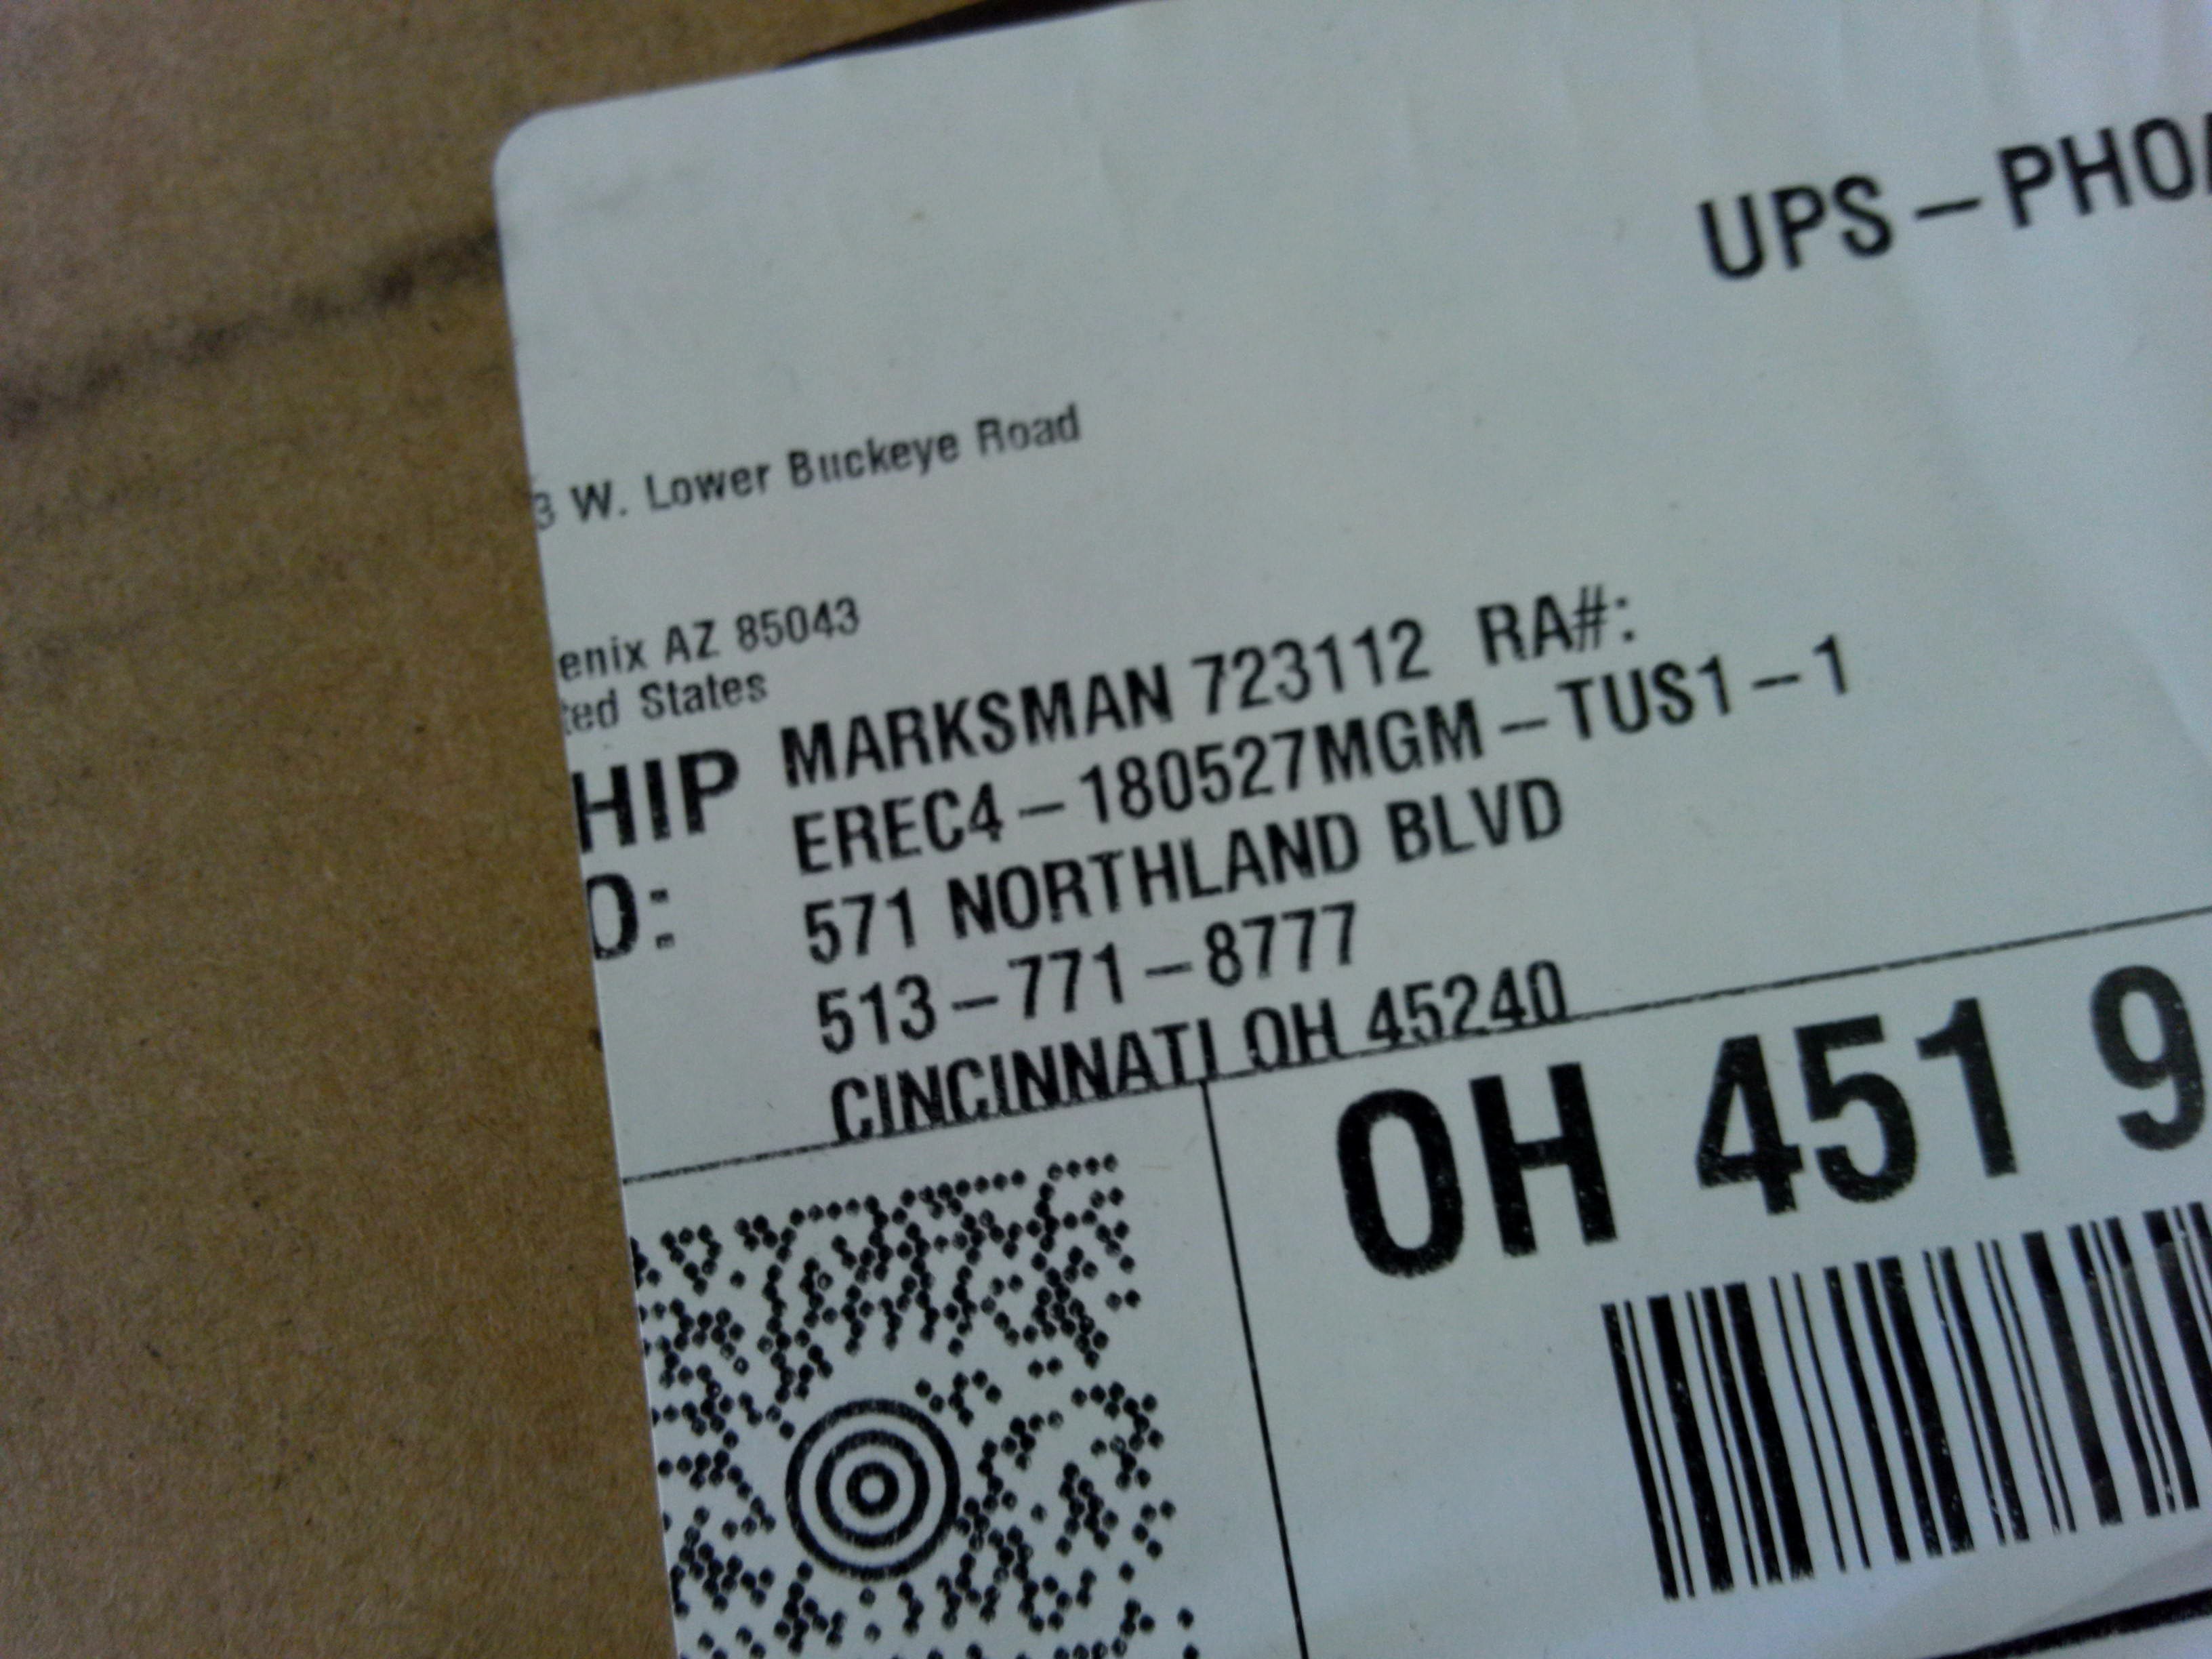 UPS-PHO
3 W. Lower Buckeye Road
enix AZ 85043
ted States
HIP MARKSMAN 723112 RA#:
EREC4-180527MGM-TUS1-1
O: 571 NORTHLAND BLVD
513-771-8777
CINCINNATI OH 45240
OH 451 9